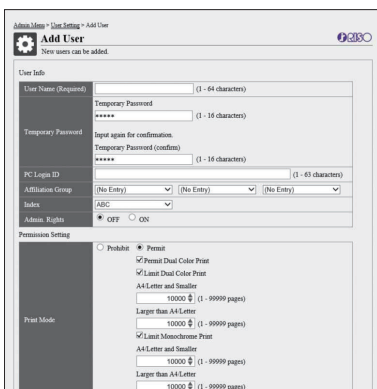 Admin Menu > User Setting > Add User
Add User
RISO
New users can be added.
User Info
User Name (Required) (1 - 64 characters)
Temporary Password
***** (1 - 16 characters)
Temporary Password
Input again for confirmation.
Temporary Password (confirm)
***** (1 - 16 characters)
PC Login ID (1 - 63 characters)
Affiliation Group (No Entry) (No Entry) (No Entry)
Index ABC
Admin. Rights OFF ON
Permission Setting
Prohibit Permit
Permit Dual Color Print
Limit Dual Color Print
A4/Letter and Smaller
10000 (1 - 99999 pages)
Larger than A4/Letter
Print Mode 10000 (1 - 99999 pages)
Limit Monochrome Print
A4/Letter and Smaller
10000 (1 - 99999 pages)
Larger than A4/Letter
10000 (1 - 99999 pages)